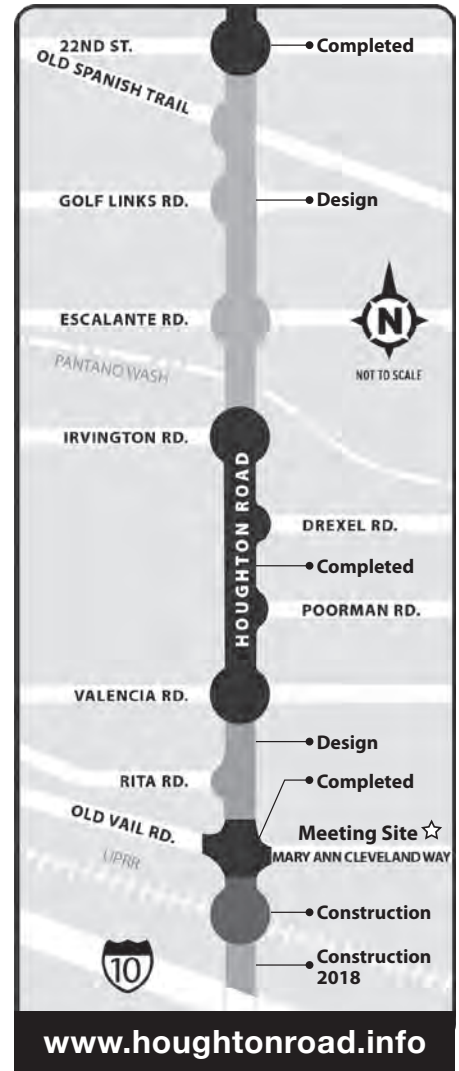 22ND ST.
Completed
OLD SPANISH TRAIL
GOLF LINKS RD.
Design
ESCALANTE RD.
N
NOT TO SCALE
PANTANO WASH
IRVINGTON RD.
HOUGHTON ROAD
DREXEL RD.
Completed
POORMAN RD.
VALENCIA RD.
Design
RITA RD.
Completed
OLD VAIL RD.
Meeting Site
UPRR
MARY ANN CLEVELAND WAY
Construction
10
Construction
2018
www.houghtonroad.info